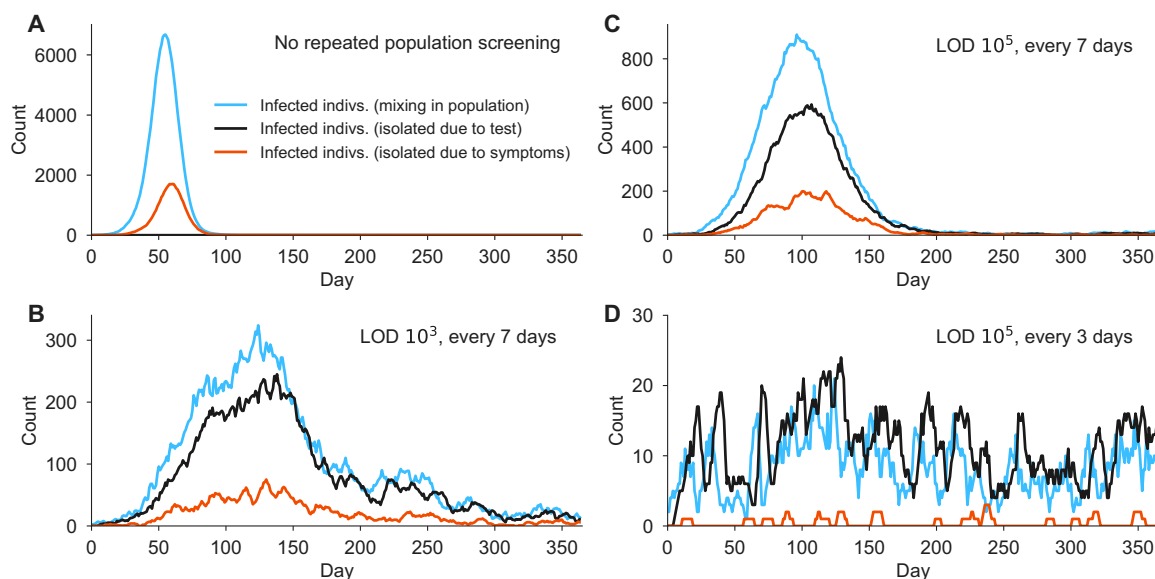 A
No repeated population screening
6000
4000
2000
0
Count
Infected indivs. (mixing in population)
Infected indivs. (isolated due to test)
Infected indivs. (isolated due to symptoms)
0 50 100 150 200 250 300 350
Day
C
LOD 10⁵, every 7 days
800
600
400
200
0
Count
0 50 100 150 200 250 300 350
Day
B
LOD 10³, every 7 days
300
200
100
0
Count
0 50 100 150 200 250 300 350
Day
D
LOD 10⁵, every 3 days
30
20
10
0
Count
0 50 100 150 200 250 300 350
Day